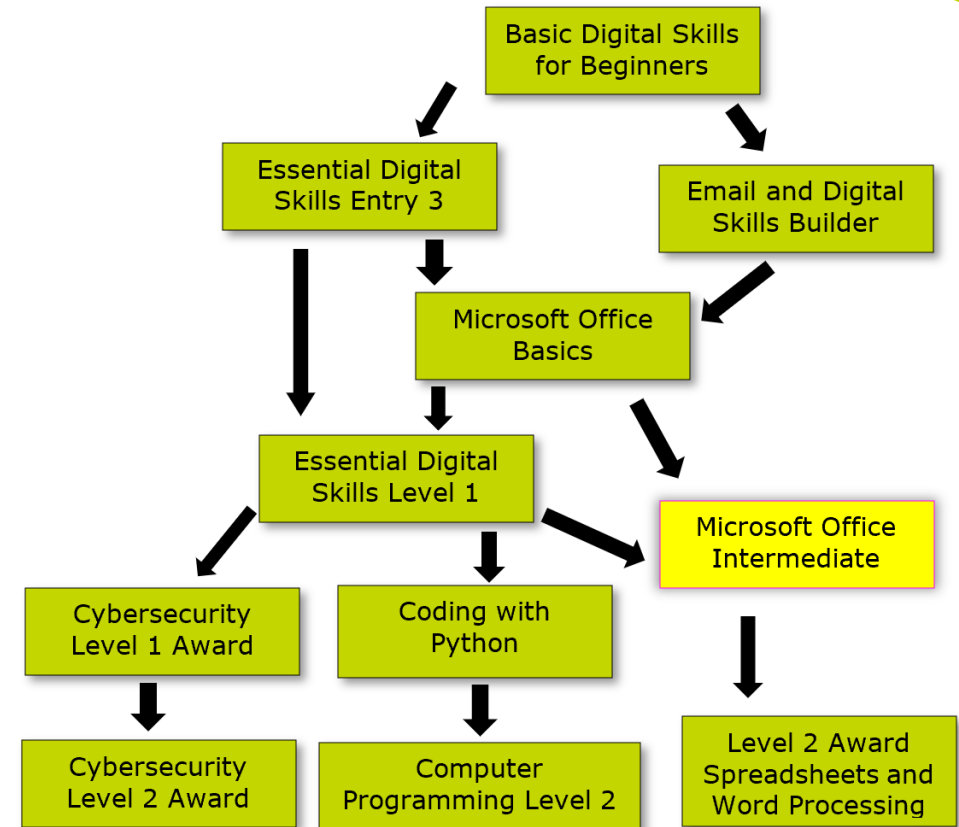 Basic Digital Skills
for Beginners
Essential Digital
Skills Entry 3
Email and Digital
Skills Builder
Microsoft Office
Basics
Essential Digital
Skills Level 1
Microsoft Office
Intermediate
Cybersecurity
Level 1 Award
Coding with
Python
Cybersecurity
Level 2 Award
Computer
Programming Level 2
Level 2 Award
Spreadsheets and
Word Processing